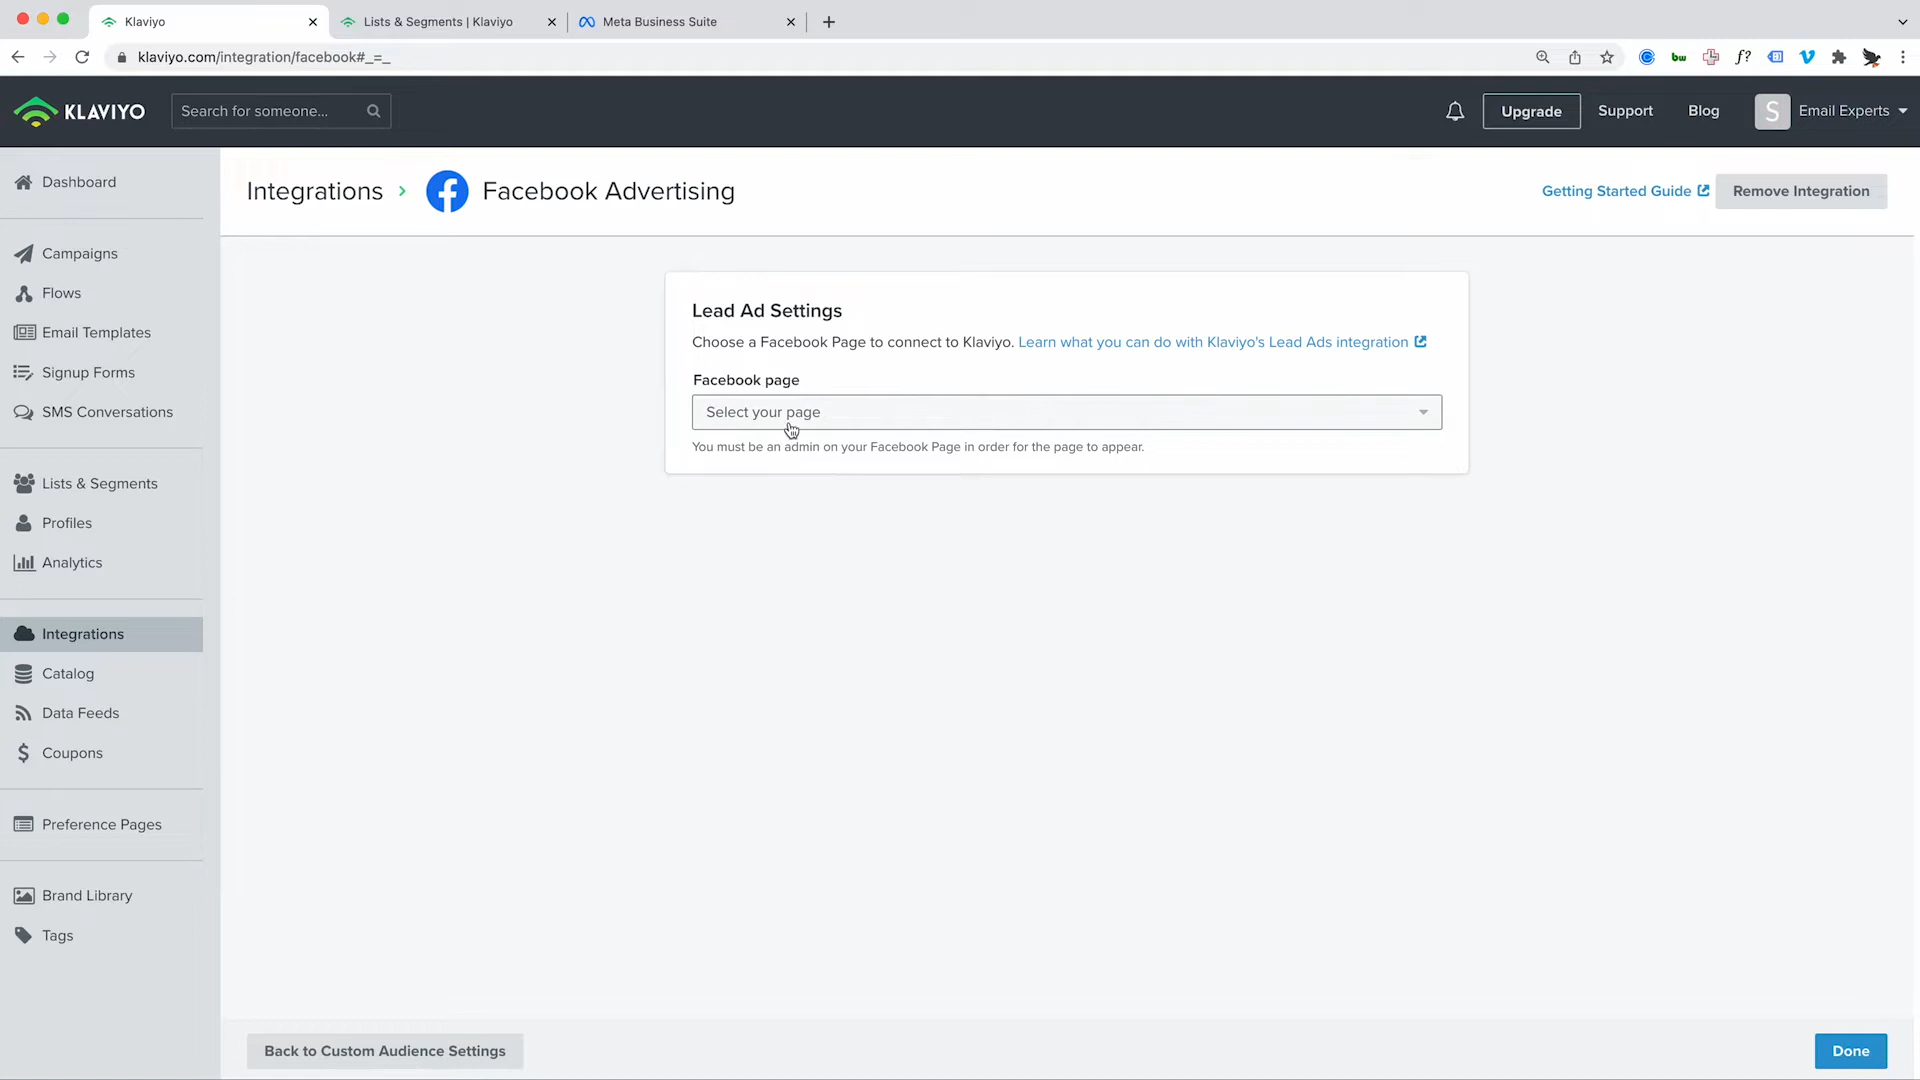 Klaviyo
Lists & Segments | Klaviyo
Meta Business Suite
klaviyo.com/integration/facebook#_=_
bw
f?
KLAVIYO
Search for someone...
Upgrade
Support
Blog
S
Email Experts
Dashboard
Campaigns
Flows
Email Templates
Signup Forms
SMS Conversations
Lists & Segments
Profiles
Analytics
Integrations
Catalog
Data Feeds
Coupons
Preference Pages
Brand Library
Tags
Integrations > Facebook Advertising
Getting Started Guide
Remove Integration
Lead Ad Settings
Choose a Facebook Page to connect to Klaviyo. Learn what you can do with Klaviyo's Lead Ads integration
Facebook page
Select your page
You must be an admin on your Facebook Page in order for the page to appear.
Back to Custom Audience Settings
Done